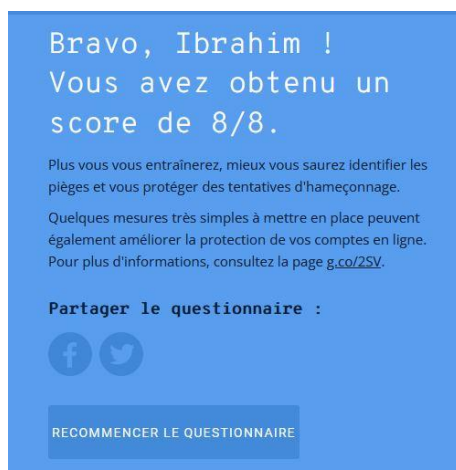 Bravo, Ibrahim !
Vous avez obtenu un
score de 8/8.
Plus vous vous entraînerez, mieux vous saurez identifier les
pièges et vous protéger des tentatives d'hameçonnage.
Quelques mesures très simples à mettre en place peuvent
également améliorer la protection de vos comptes en ligne.
Pour plus d'informations, consultez la page g.co/2SV.
Partager le questionnaire :
RECOMMENCER LE QUESTIONNAIRE